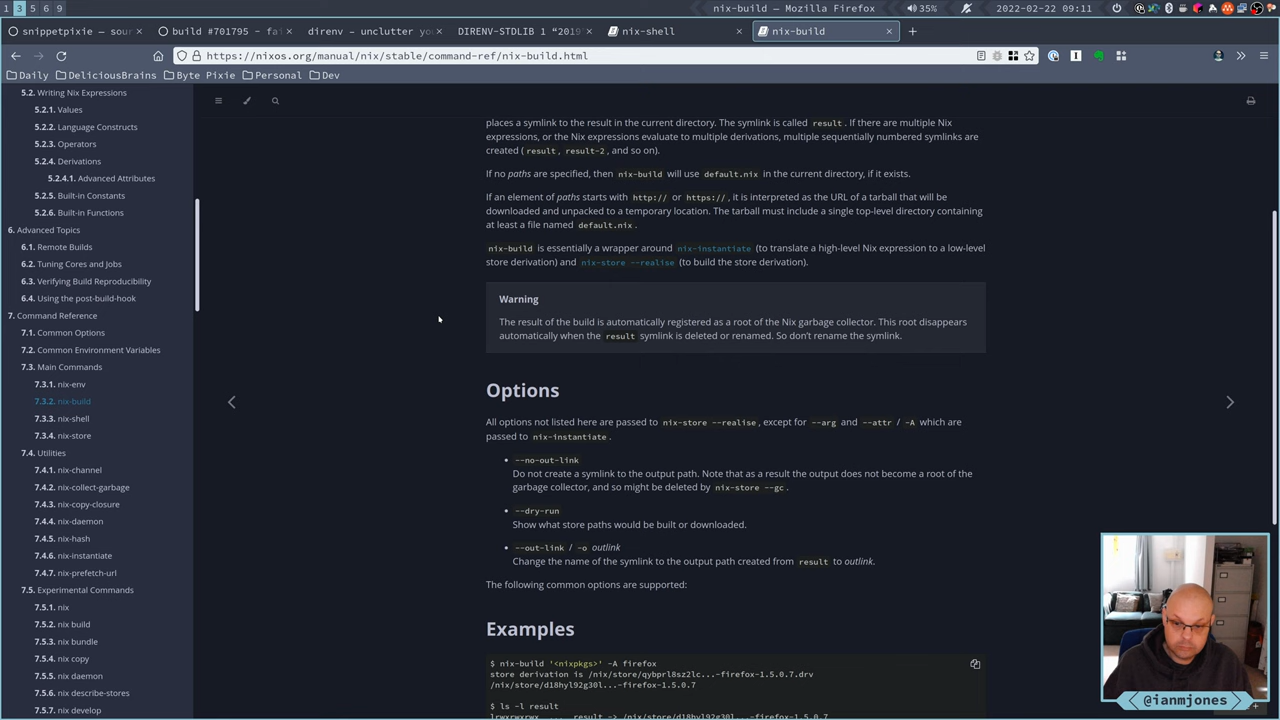 1 3 5 6 9
nix-build — Mozilla Firefox
35%
2022-02-22 09:11
snippetpixie — sour
build #701795 - build
direnv – unclutter you
DIRENV-STDLIB 1 "2019"
nix-shell
nix-build
https://nixos.org/manual/nix/stable/command-ref/nix-build.html
Daily
DeliciousBrains
Byte Pixie
Personal
Dev
5.2. Writing Nix Expressions
5.2.1. Values
5.2.2. Language Constructs
5.2.3. Operators
5.2.4. Derivations
5.2.4.1. Advanced Attributes
5.2.5. Built-in Constants
5.2.6. Built-in Functions
6. Advanced Topics
6.1. Remote Builds
6.2. Tuning Cores and Jobs
6.3. Verifying Build Reproducibility
6.4. Using the post-build-hook
7. Command Reference
7.1. Common Options
7.2. Common Environment Variables
7.3. Main Commands
7.3.1. nix-env
7.3.2. nix-build
7.3.3. nix-shell
7.3.4. nix-store
7.4. Utilities
7.4.1. nix-channel
7.4.2. nix-collect-garbage
7.4.3. nix-copy-closure
7.4.4. nix-daemon
7.4.5. nix-hash
7.4.6. nix-instantiate
7.4.7. nix-prefetch-url
7.5. Experimental Commands
7.5.1. nix
7.5.2. nix build
7.5.3. nix bundle
7.5.4. nix copy
7.5.5. nix daemon
7.5.6. nix describe-stores
7.5.7. nix develop
places a symlink to the result in the current directory. The symlink is called result. If there are multiple Nix
expressions, or the Nix expressions evaluate to multiple derivations, multiple sequentially numbered symlinks are
created (result, result-2, and so on).
If no paths are specified, then nix-build will use default.nix in the current directory, if it exists.
If an element of paths starts with http:// or https://, it is interpreted as the URL of a tarball that will be
downloaded and unpacked to a temporary location. The tarball must include a single top-level directory containing
at least a file named default.nix.
nix-build is essentially a wrapper around nix-instantiate (to translate a high-level Nix expression to a low-level
store derivation) and nix-store --realise (to build the store derivation).
Warning
The result of the build is automatically registered as a root of the Nix garbage collector. This root disappears
automatically when the result symlink is deleted or renamed. So don't rename the symlink.
Options
All options not listed here are passed to nix-store --realise, except for --arg and --attr / -A which are
passed to nix-instantiate.
• --no-out-link
Do not create a symlink to the output path. Note that as a result the output does not become a root of the
garbage collector, and so might be deleted by nix-store --gc.
• --dry-run
Show what store paths would be built or downloaded.
• --out-link / -o outlink
Change the name of the symlink to the output path created from result to outlink.
The following common options are supported:
Examples
$ nix-build '<nixpkgs>' -A firefox
store derivation is /nix/store/qybprl8sz2lc...-firefox-1.5.0.7.drv
/nix/store/d18hyl92g30l...-firefox-1.5.0.7
$ ls -l result
lrwxrwxrwx ... result -> /nix/store/d18hyl92g30l...-firefox-1.5.0.7
@ianmjones